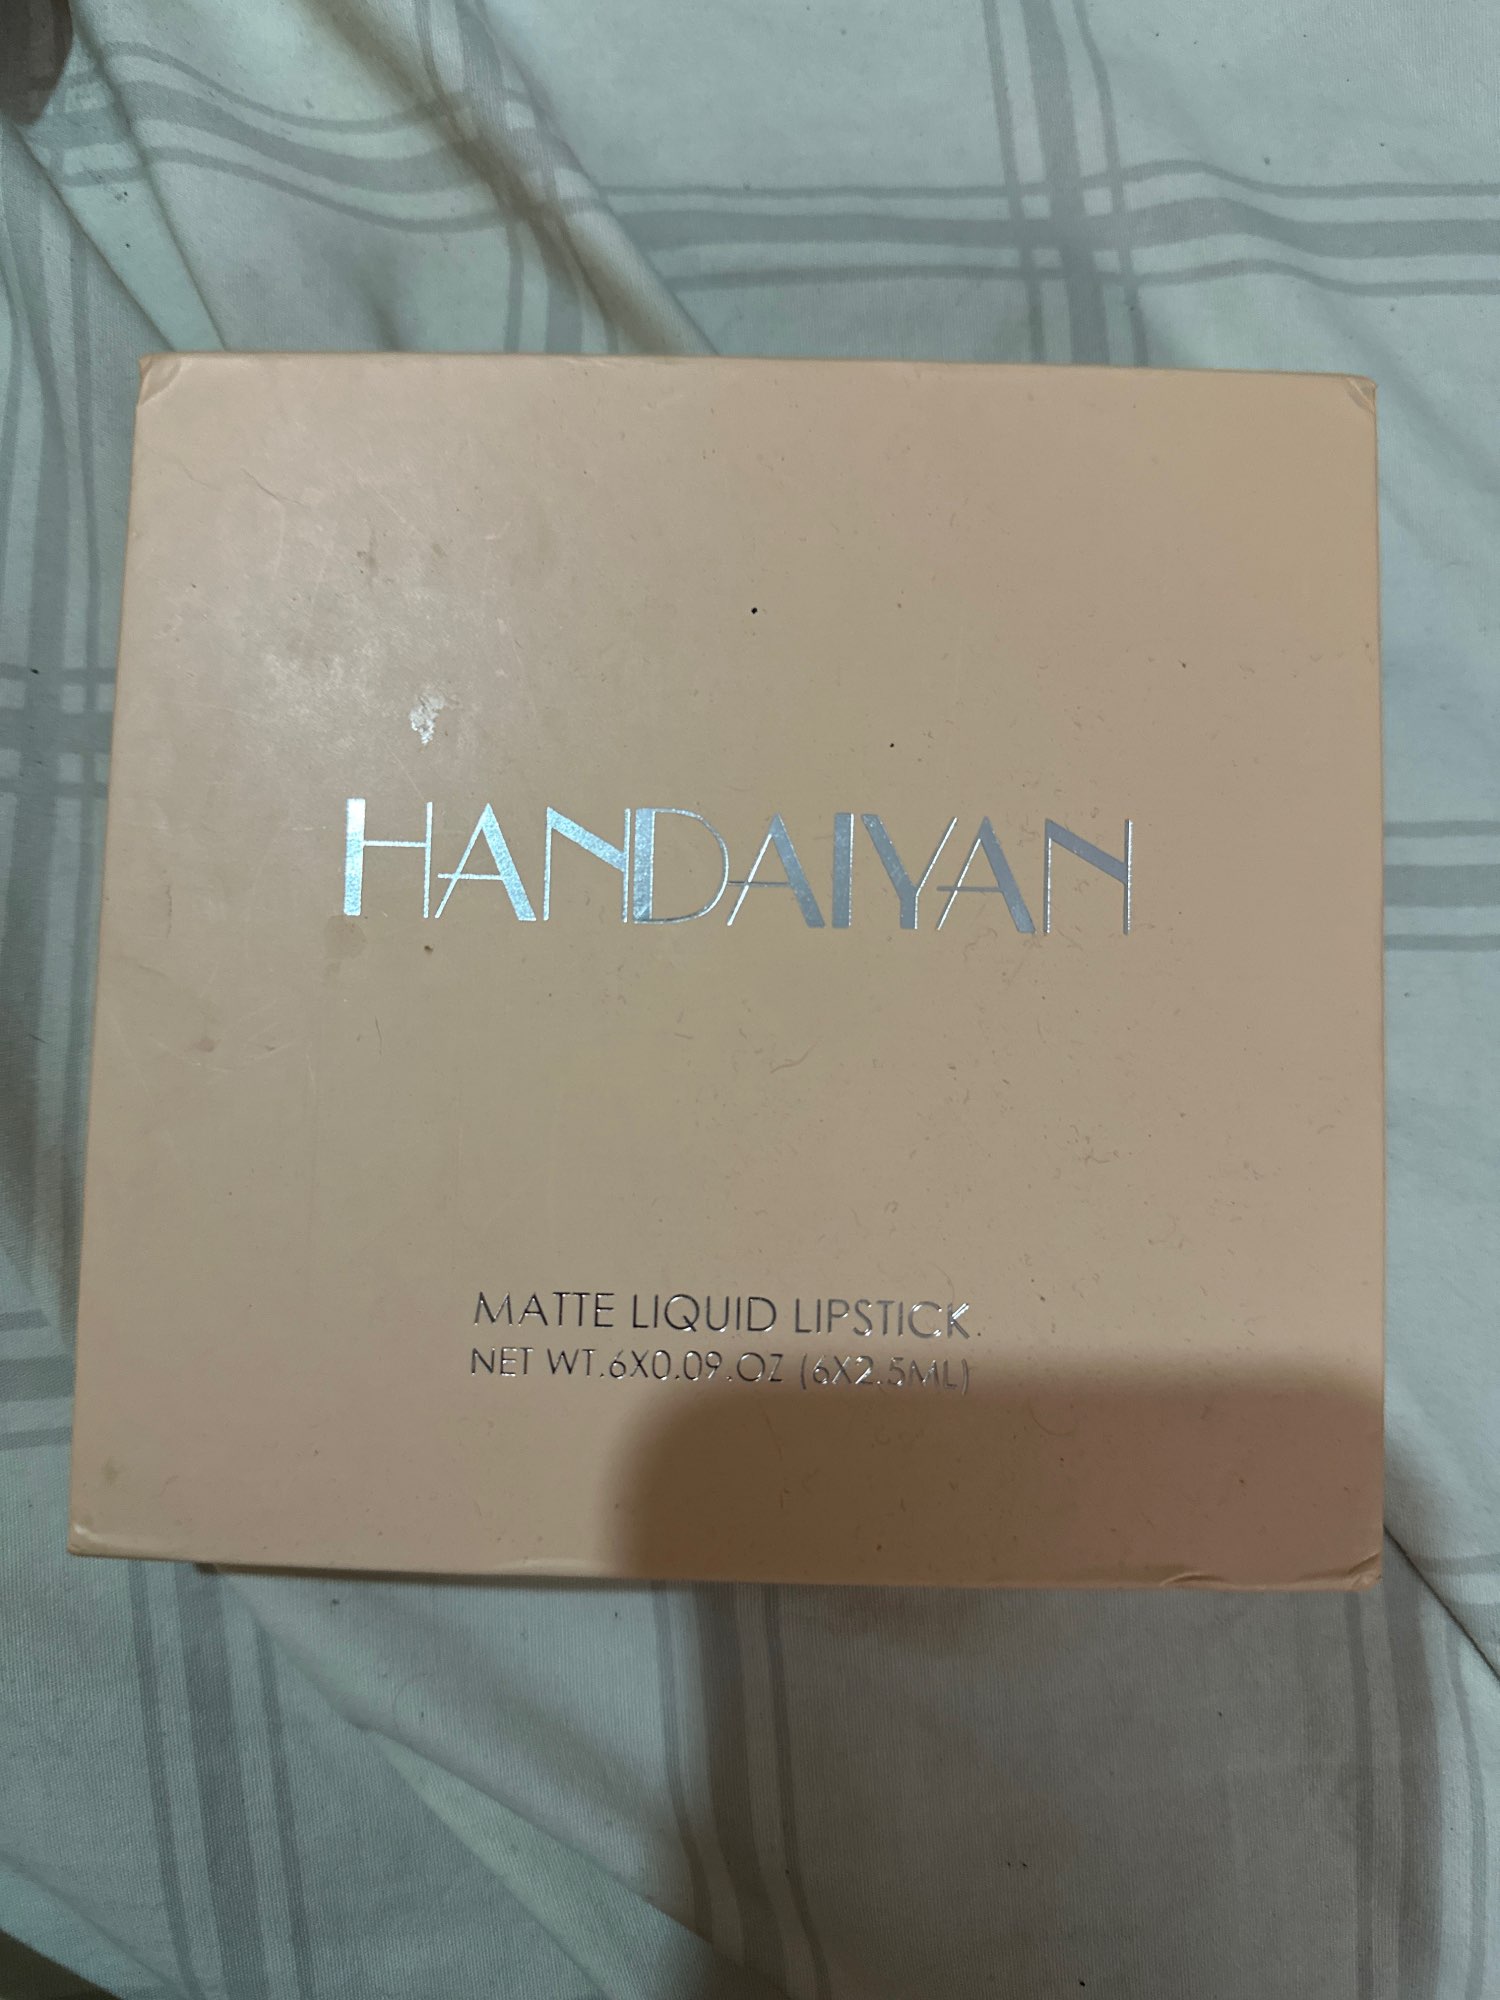 HANDAIYAN
MATTE LIQUID LIPSTICK.
NET WT.6X0.09.OZ (6X2.5ML)